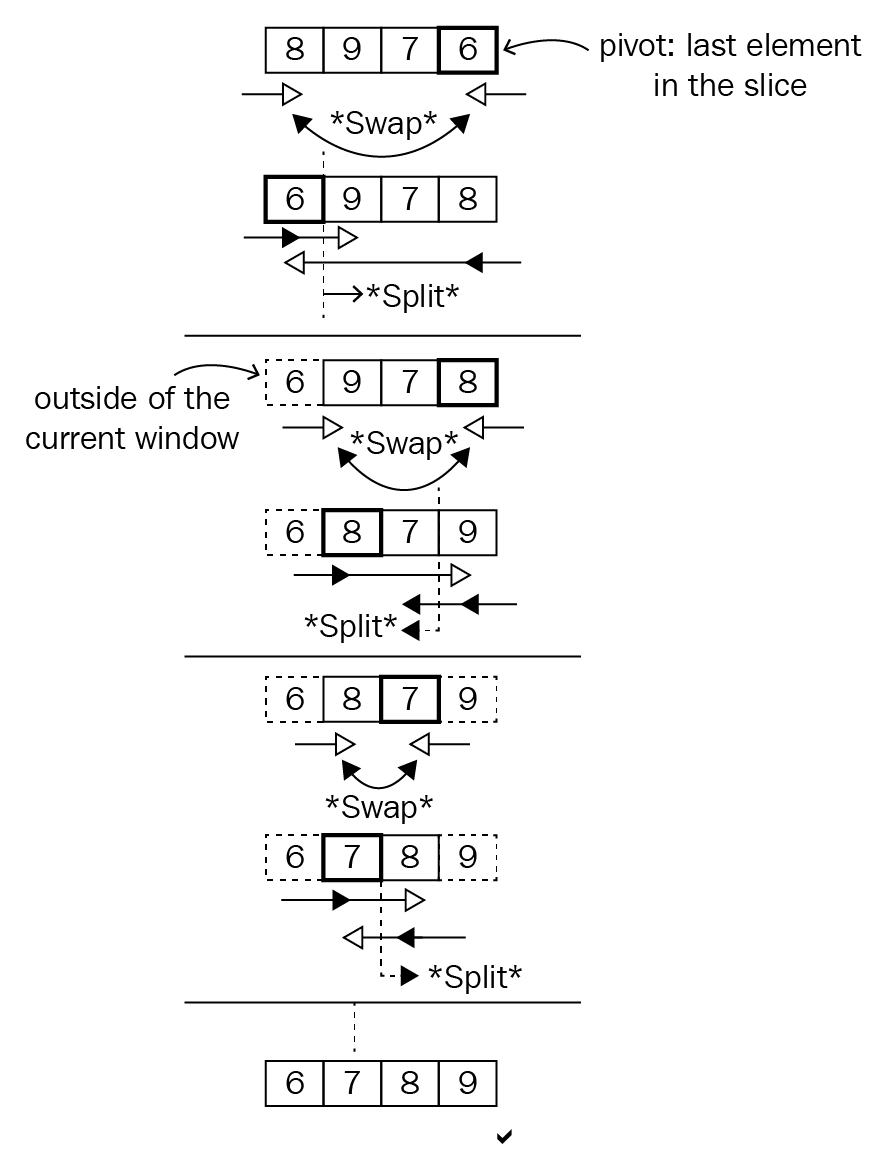 8 9 7 6
pivot: last element
in the slice
*Swap*
6 9 7 8
*Split*
6 9 7 8
outside of the
current window
*Swap*
6 8 7 9
*Split*
6 8 7 9
*Swap*
6 7 8 9
*Split*
6 7 8 9